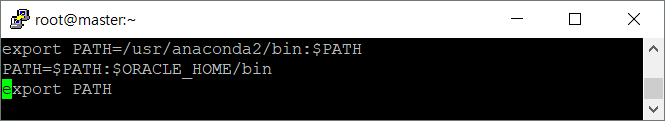 root@master:~
export PATH=/usr/anaconda2/bin:$PATH
PATH=$PATH:$ORACLE_HOME/bin
export PATH